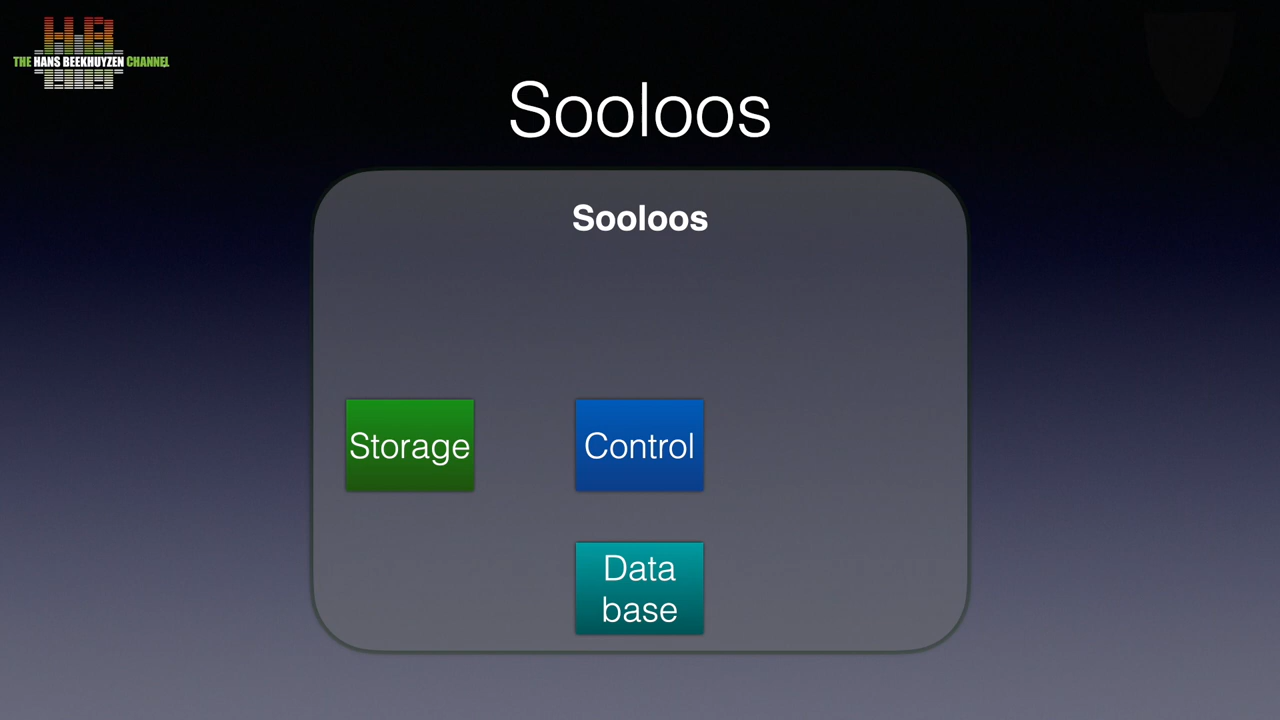 THE HANS BEEKHUYZEN CHANNEL
Sooloos
Sooloos
Storage
Control
Data
base